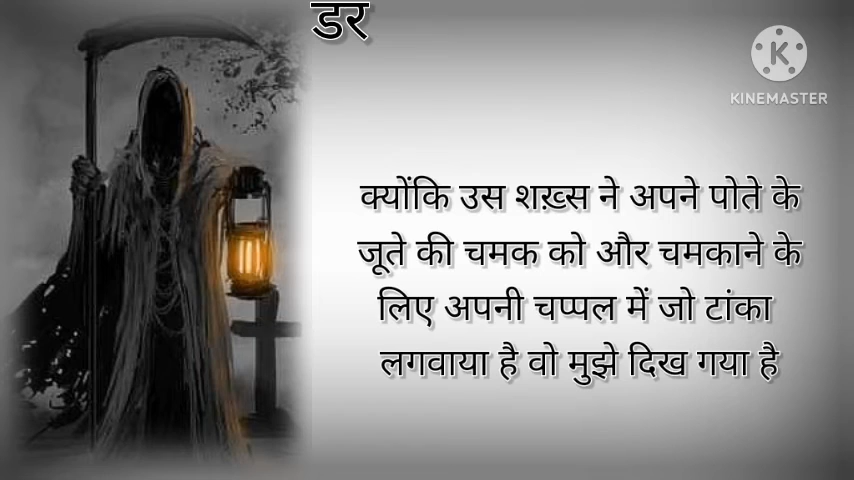 डर
KINEMASTER
क्योंकि उस शख़्स ने अपने पोते के
जूते की चमक को और चमकाने के
लिए अपनी चप्पल में जो टांका
लगवाया है वो मुझे दिख गया है